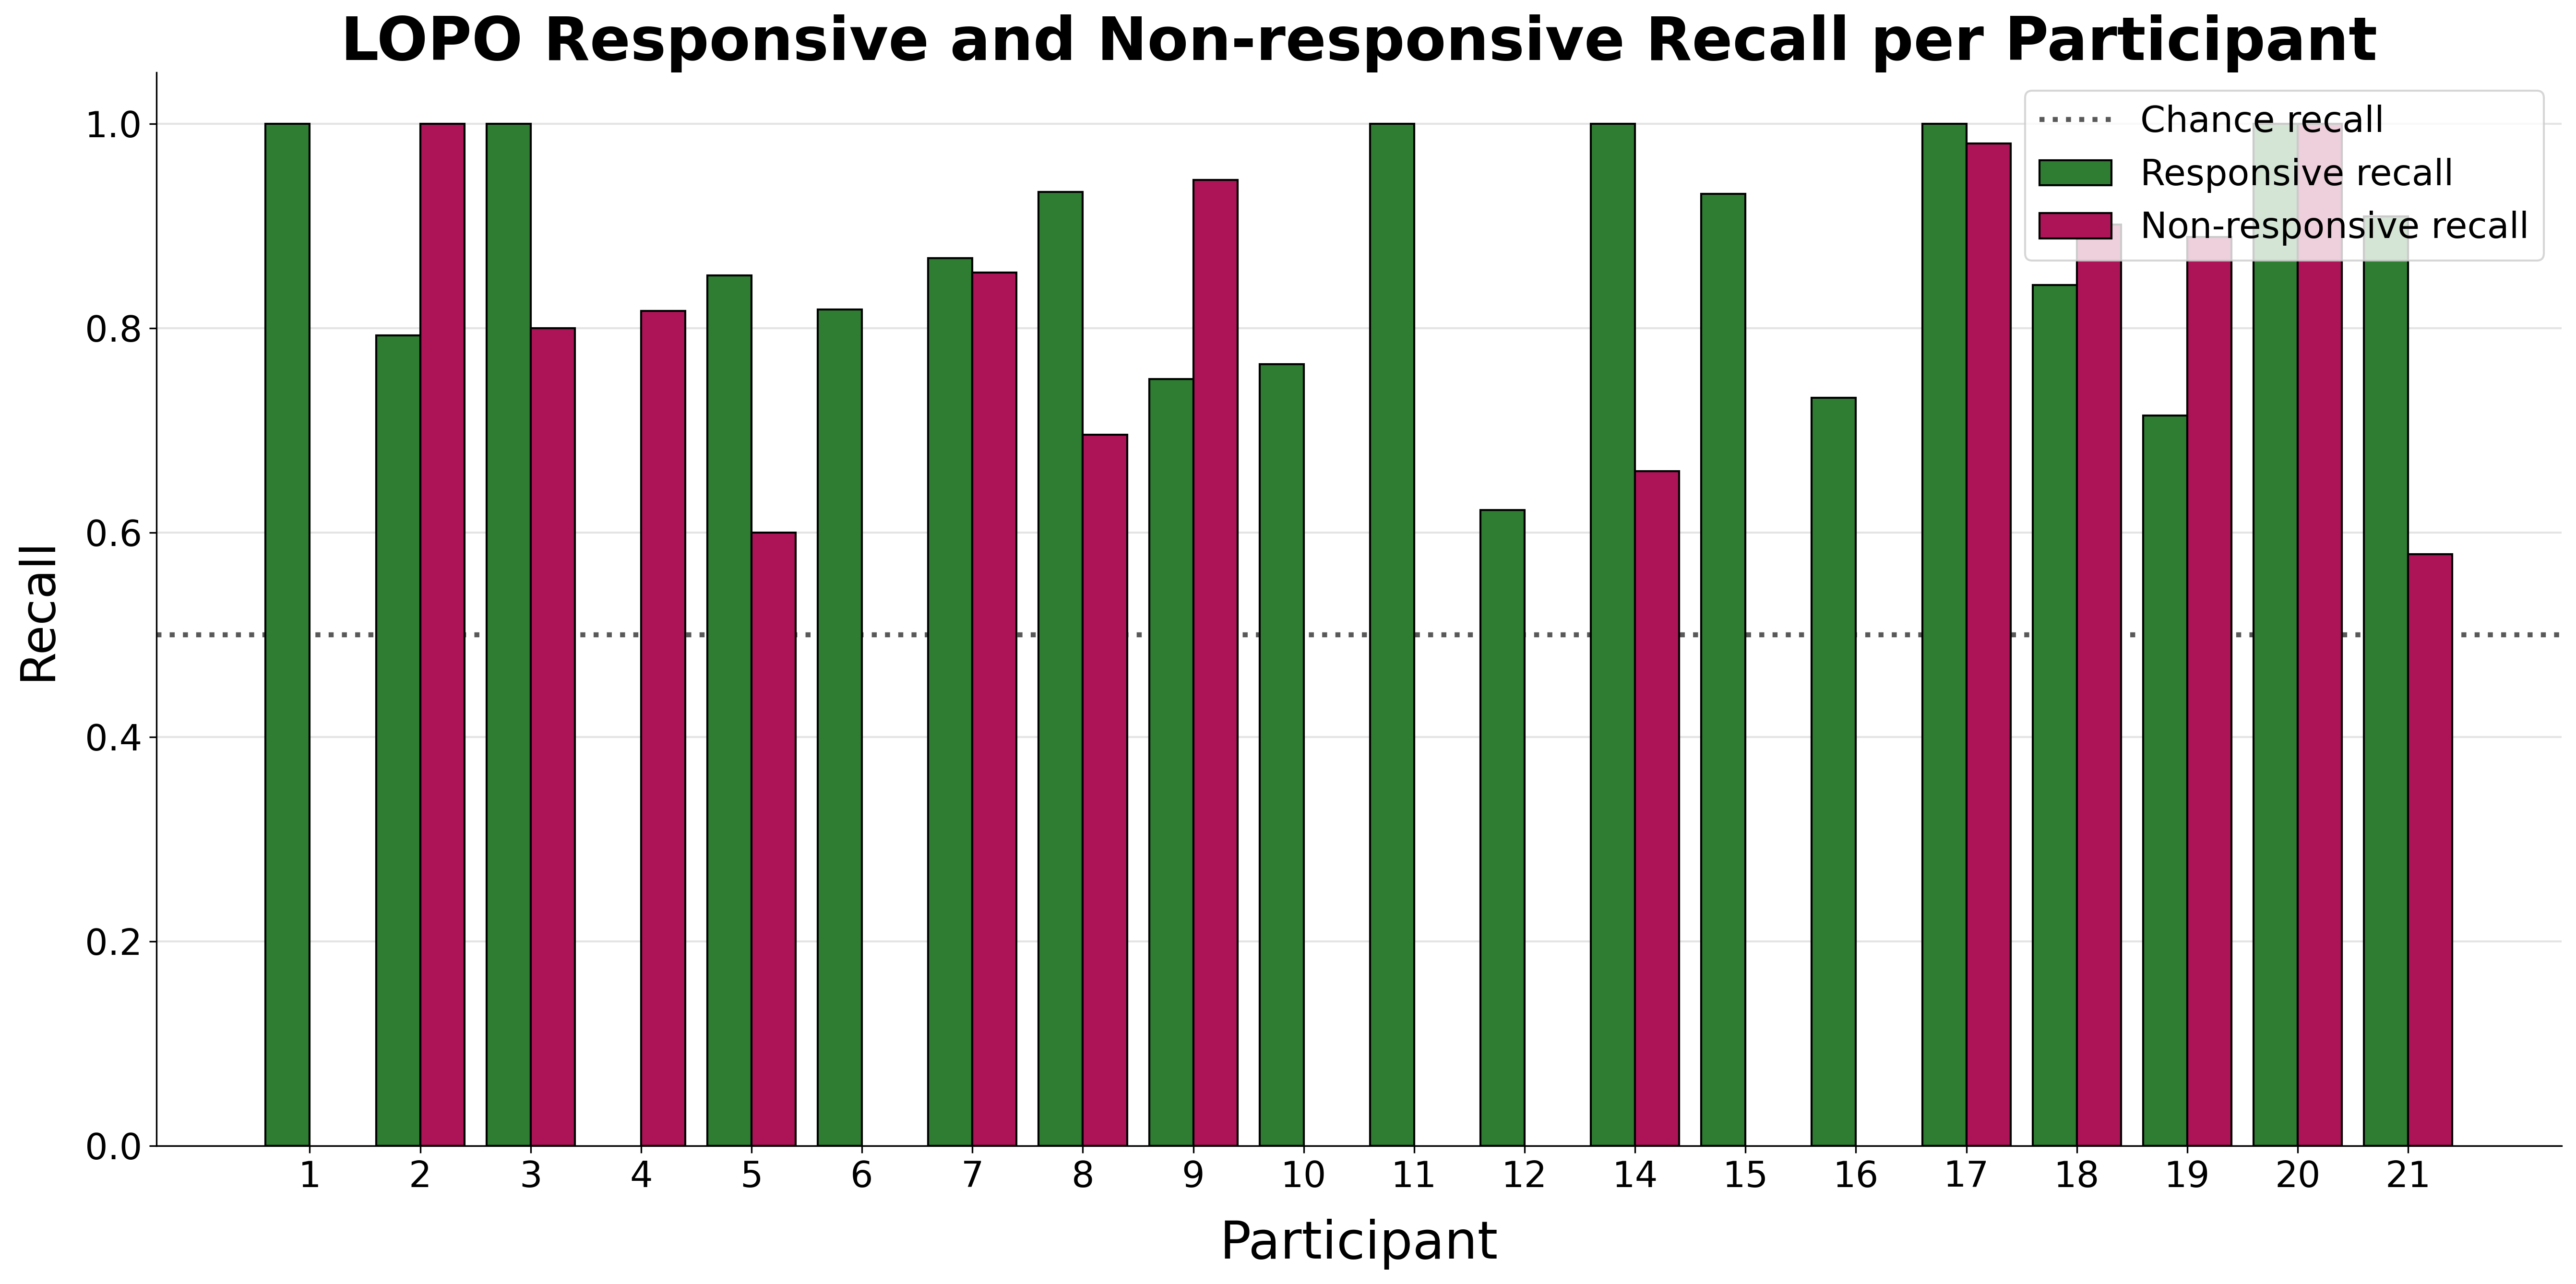 LOPO Responsive and Non-responsive Recall per Participant
Chance recall
Responsive recall
Non-responsive recall
1.0
0.8
0.6
0.4
0.2
0.0
Recall
1 2 3 4 5 6 7 8 9 10 11 12 14 15 16 17 18 19 20 21
Participant